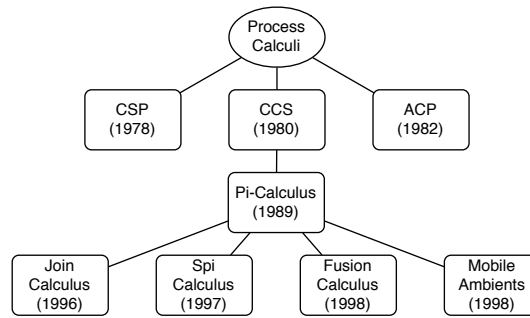 Process
Calculi
CSP
(1978)
CCS
(1980)
ACP
(1982)
Pi-Calculus
(1989)
Join
Calculus
(1996)
Spi
Calculus
(1997)
Fusion
Calculus
(1998)
Mobile
Ambients
(1998)